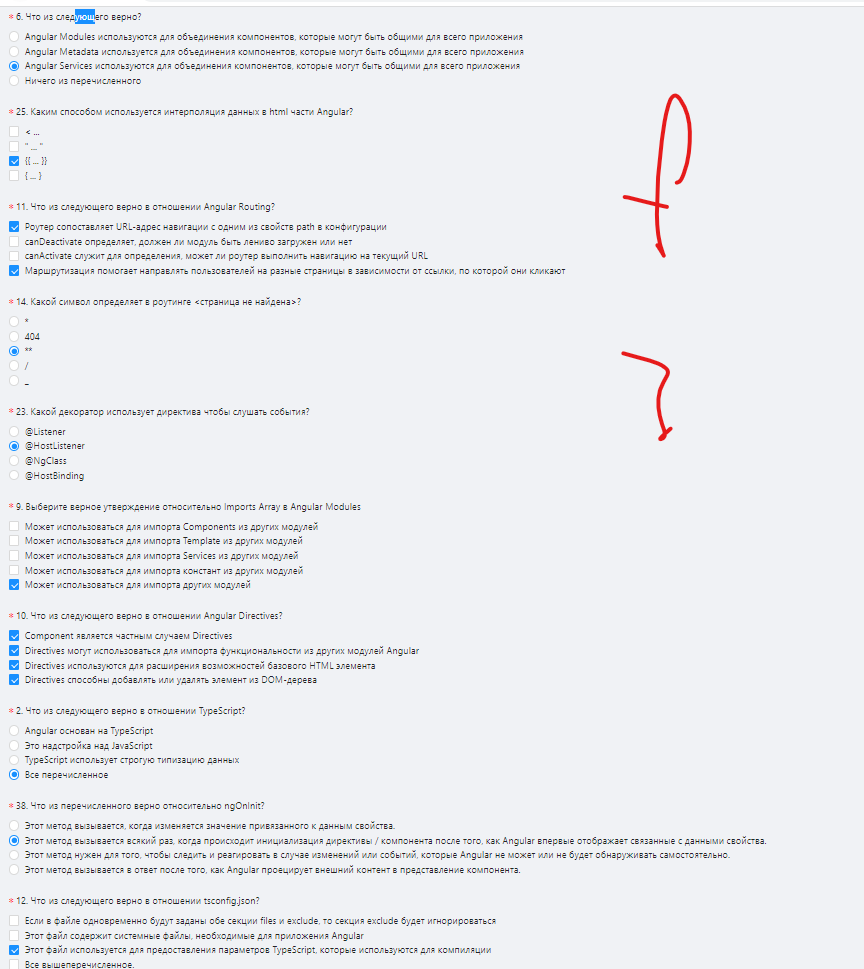 * 6. Что из следующего верно?
Angular Modules используются для объединения компонентов, которые могут быть общими для всего приложения
Angular Metadata используется для объединения компонентов, которые могут быть общими для всего приложения
Angular Services используются для объединения компонентов, которые могут быть общими для всего приложения
Ничего из перечисленного
* 25. Каким способом используется интерполяция данных в html части Angular?
< ...
" ... "
{{ ... }}
{ ... }
* 11. Что из следующего верно в отношении Angular Routing?
Роутер сопоставляет URL-адрес навигации с одним из свойств path в конфигурации
canDeactivate определяет, должен ли модуль быть лениво загружен или нет
canActivate служит для определения, может ли роутер выполнить навигацию на текущий URL
Маршрутизация помогает направлять пользователей на разные страницы в зависимости от ссылки, по которой они кликают
* 14. Какой символ определяет в роутинге <страница не найдена>?
*
404
**
/
_
* 23. Какой декоратор использует директива чтобы слушать события?
@Listener
@HostListener
@NgClass
@HostBinding
* 9. Выберите верное утверждение относительно Imports Array в Angular Modules
Может использоваться для импорта Components из других модулей
Может использоваться для импорта Template из других модулей
Может использоваться для импорта Services из других модулей
Может использоваться для импорта констант из других модулей
Может использоваться для импорта других модулей
* 10. Что из следующего верно в отношении Angular Directives?
Component является частным случаем Directives
Directives могут использоваться для импорта функциональности из других модулей Angular
Directives используются для расширения возможностей базового HTML элемента
Directives способны добавлять или удалять элемент из DOM-дерева
* 2. Что из следующего верно в отношении TypeScript?
Angular основан на TypeScript
Это надстройка над JavaScript
TypeScript использует строгую типизацию данных
Все перечисленное
* 38. Что из перечисленного верно относительно ngOnInit?
Этот метод вызывается, когда изменяется значение привязанного к данным свойства.
Этот метод вызывается всякий раз, когда происходит инициализация директивы / компонента после того, как Angular впервые отображает связанные с данными свойства.
Этот метод нужен для того, чтобы следить и реагировать в случае изменений или событий, которые Angular не может или не будет обнаруживать самостоятельно.
Этот метод вызывается в ответ после того, как Angular проецирует внешний контент в представление компонента.
* 12. Что из следующего верно в отношении tsconfig.json?
Если в файле одновременно будут заданы обе секции files и exclude, то секция exclude будет игнорироваться
Этот файл содержит системные файлы, необходимые для приложения Angular
Этот файл используется для предоставления параметров TypeScript, которые используются для компиляции
Все вышеперечисленное.